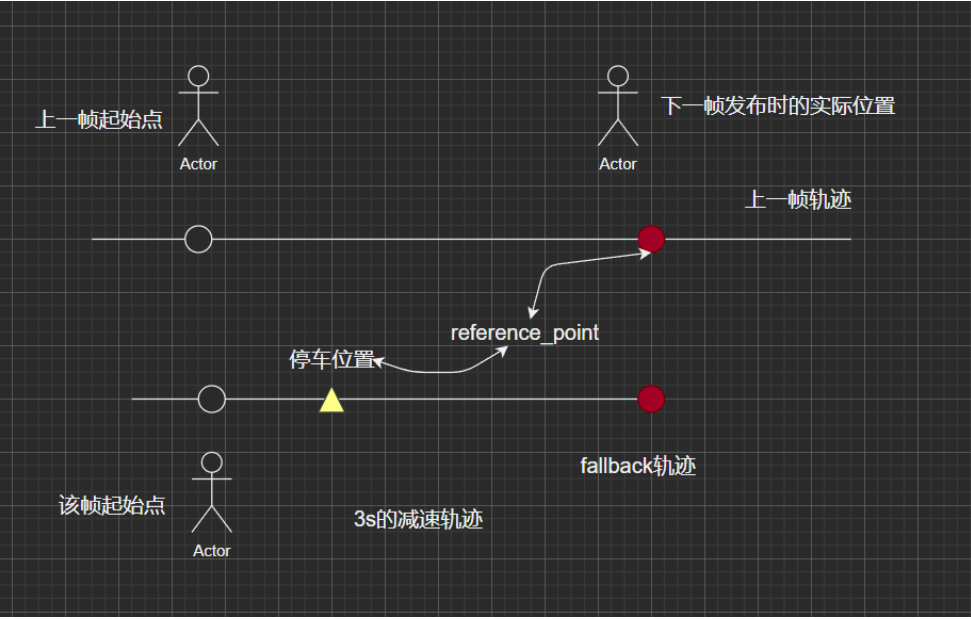 上一帧起始点
下一帧发布时的实际位置
Actor
Actor
上一帧轨迹
reference_point
停车位置
fallback轨迹
该帧起始点
3s的减速轨迹
Actor